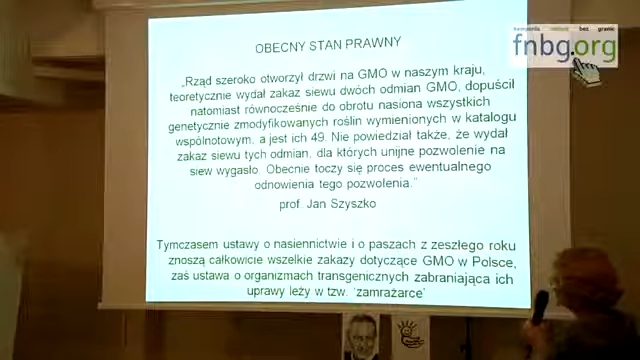 fnbg.org
OBECNY STAN PRAWNY
„Rząd szeroko otworzył drzwi na GMO w naszym kraju,
teoretycznie wydał zakaz siewu dwóch odmian GMO, dopuścił
natomiast równocześnie do obrotu nasiona wszystkich
genetycznie zmodyfikowanych roślin wymienionych w katalogu
wspólnotowym, a jest ich 49. Nie powiedział także, że wydał
zakaz siewu tych odmian, dla których unijne pozwolenie na
siew wygasło. Obecnie toczy się proces ewentualnego
odnowienia tego pozwolenia.”
prof. Jan Szyszko
Tymczasem ustawy o nasiennictwie i o paszach z zeszłego roku
znoszą całkowicie wszelkie zakazy dotyczące GMO w Polsce,
zaś ustawa o organizmach transgenicznych zabraniająca ich
uprawy leży w tzw. 'zamrażarce'